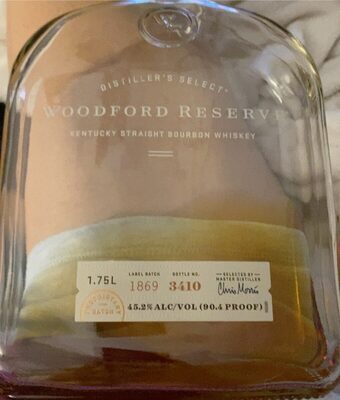 DISTILLER'S SELECT
WOODFORD RESERVE
KENTUCKY STRAIGHT BOURBON WHISKEY
1.75L
LABEL BATCH
1869
BOTTLE NO.
3410
SELECTED BY
MASTER DISTILLER
Chris Morris
BATCH
45.2% ALC/VOL (90.4 PROOF)